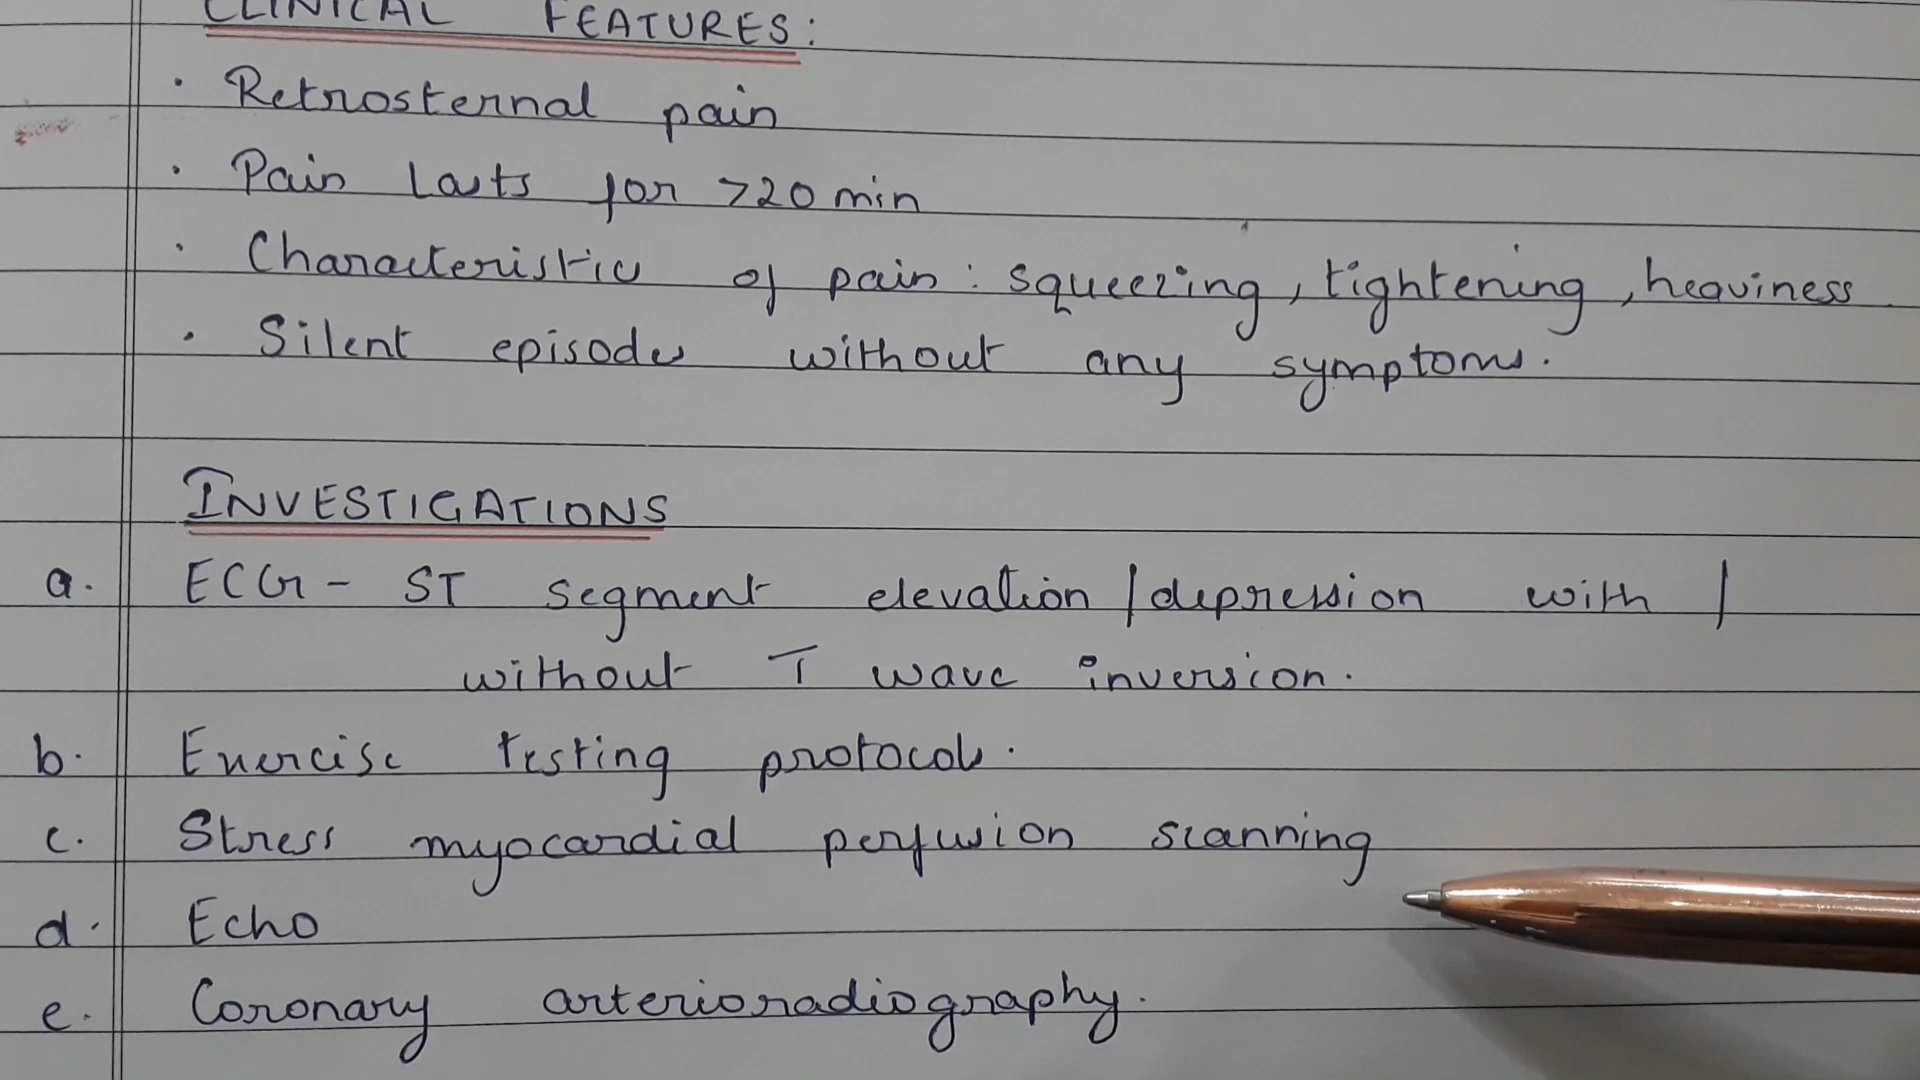 CLINICAL FEATURES:
· Retrosternal pain
· Pain lasts for >20 min
· Characteristic of pain : squeezing, tightening, heaviness.
· Silent episodes without any symptoms.
INVESTIGATIONS
a. ECG - ST segment elevation / depression with /
without T wave inversion.
b. Exercise testing protocols.
c. Stress myocardial perfusion scanning
d. Echo
e. Coronary arterioradiography.